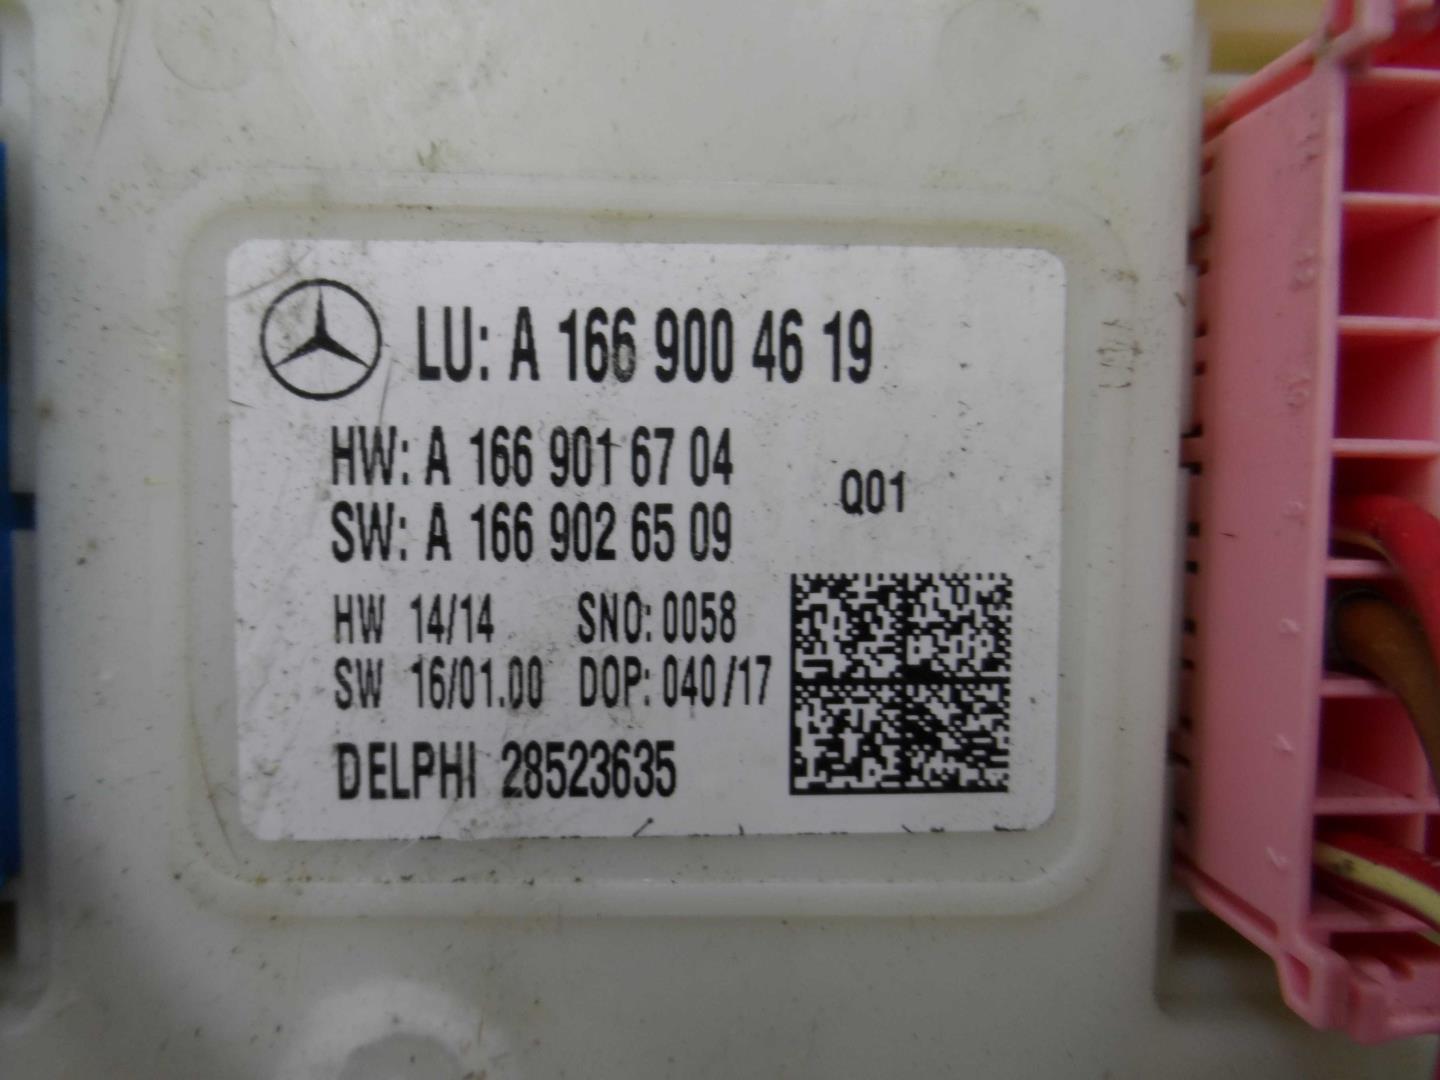 LU: A 166 900 46 19
HW: A 166 901 67 04
SW: A 166 902 65 09
Q01
HW 14/14 SNO: 0058
SW 16/01.00 DOP: 040/17
DELPHI 28523635